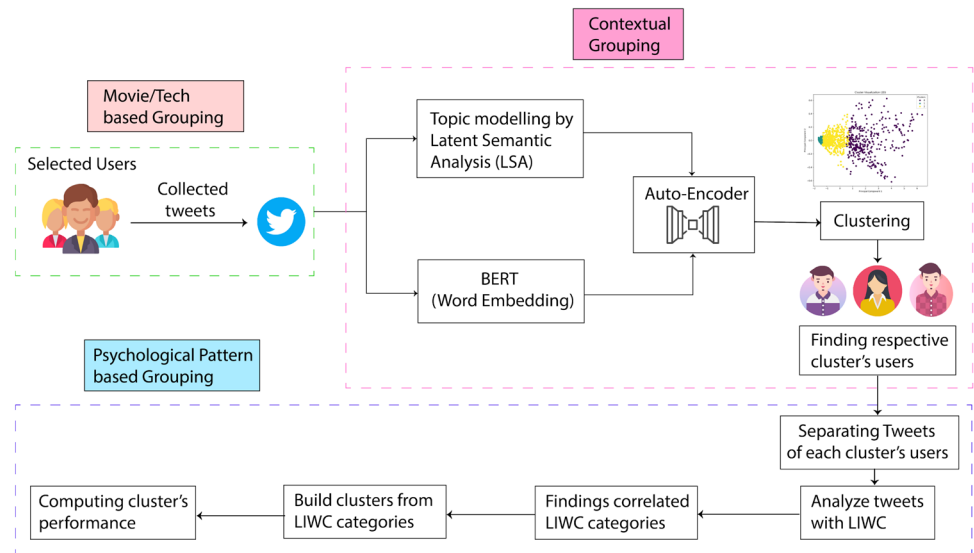 Contextual
Grouping
Movie/Tech
based Grouping
Selected Users
Collected
tweets
Topic modelling by
Latent Semantic
Analysis (LSA)
BERT
(Word Embedding)
Auto-Encoder
Clustering
Finding respective
cluster's users
Psychological Pattern
based Grouping
Separating Tweets
of each cluster's users
Analyze tweets
with LIWC
Findings correlated
LIWC categories
Build clusters from
LIWC categories
Computing cluster's
performance